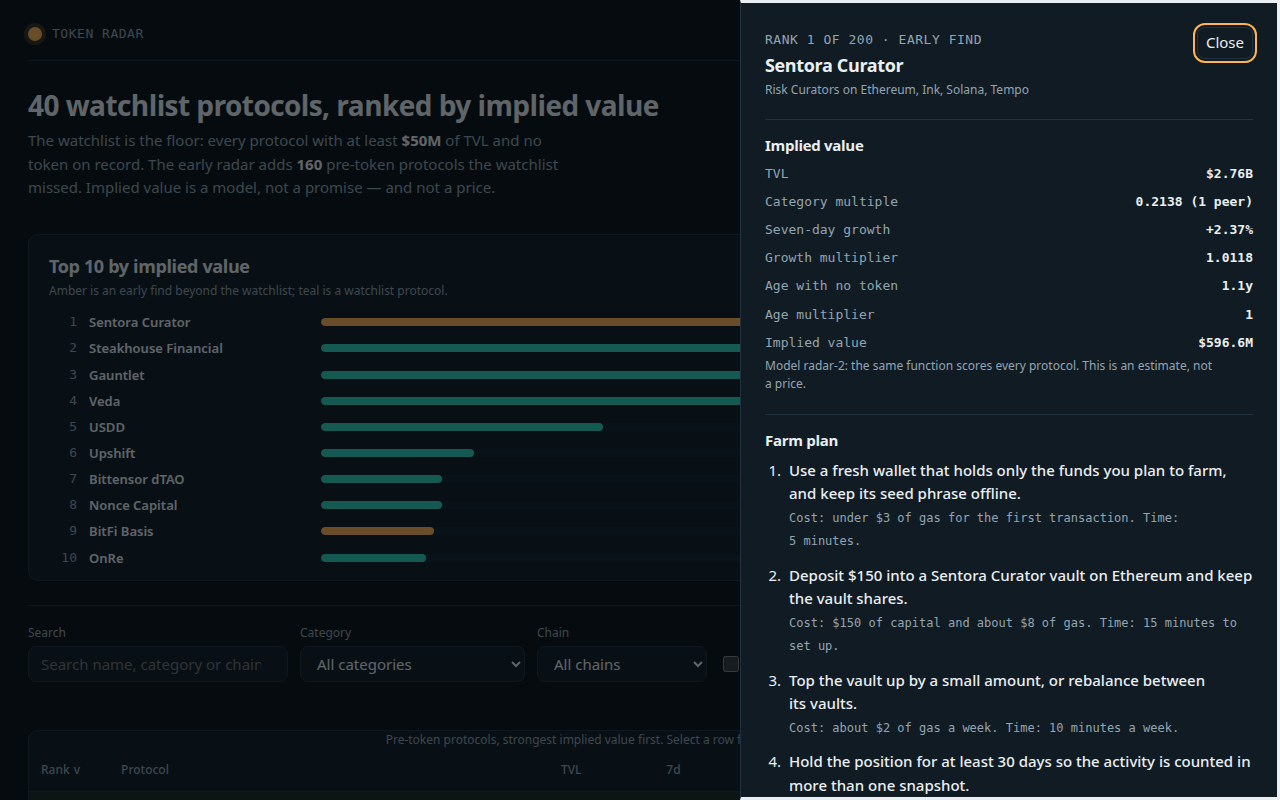 TOKEN RADAR
40 watchlist protocols, ranked by implied value
The watchlist is the floor: every protocol with at least $50M of TVL and no
token on record. The early radar adds 160 pre-token protocols the watchlist
missed. Implied value is a model, not a promise — and not a price.
Top 10 by implied value
Amber is an early find beyond the watchlist; teal is a watchlist protocol.
1 Sentora Curator
2 Steakhouse Financial
3 Gauntlet
4 Veda
5 USDD
6 Upshift
7 Bittensor dTAO
8 Nonce Capital
9 BitFi Basis
10 OnRe
Search Category Chain
Search name, category or chain All categories All chains
Pre-token protocols, strongest implied value first. Select a row
Rank v Protocol TVL 7d
RANK 1 OF 200 · EARLY FIND
Close
Sentora Curator
Risk Curators on Ethereum, Ink, Solana, Tempo
Implied value
TVL $2.76B
Category multiple 0.2138 (1 peer)
Seven-day growth +2.37%
Growth multiplier 1.0118
Age with no token 1.1y
Age multiplier 1
Implied value $596.6M
Model radar-2: the same function scores every protocol. This is an estimate, not
a price.
Farm plan
1. Use a fresh wallet that holds only the funds you plan to farm,
and keep its seed phrase offline.
Cost: under $3 of gas for the first transaction. Time:
5 minutes.
2. Deposit $150 into a Sentora Curator vault on Ethereum and keep
the vault shares.
Cost: $150 of capital and about $8 of gas. Time: 15 minutes to
set up.
3. Top the vault up by a small amount, or rebalance between
its vaults.
Cost: about $2 of gas a week. Time: 10 minutes a week.
4. Hold the position for at least 30 days so the activity is counted in
more than one snapshot.